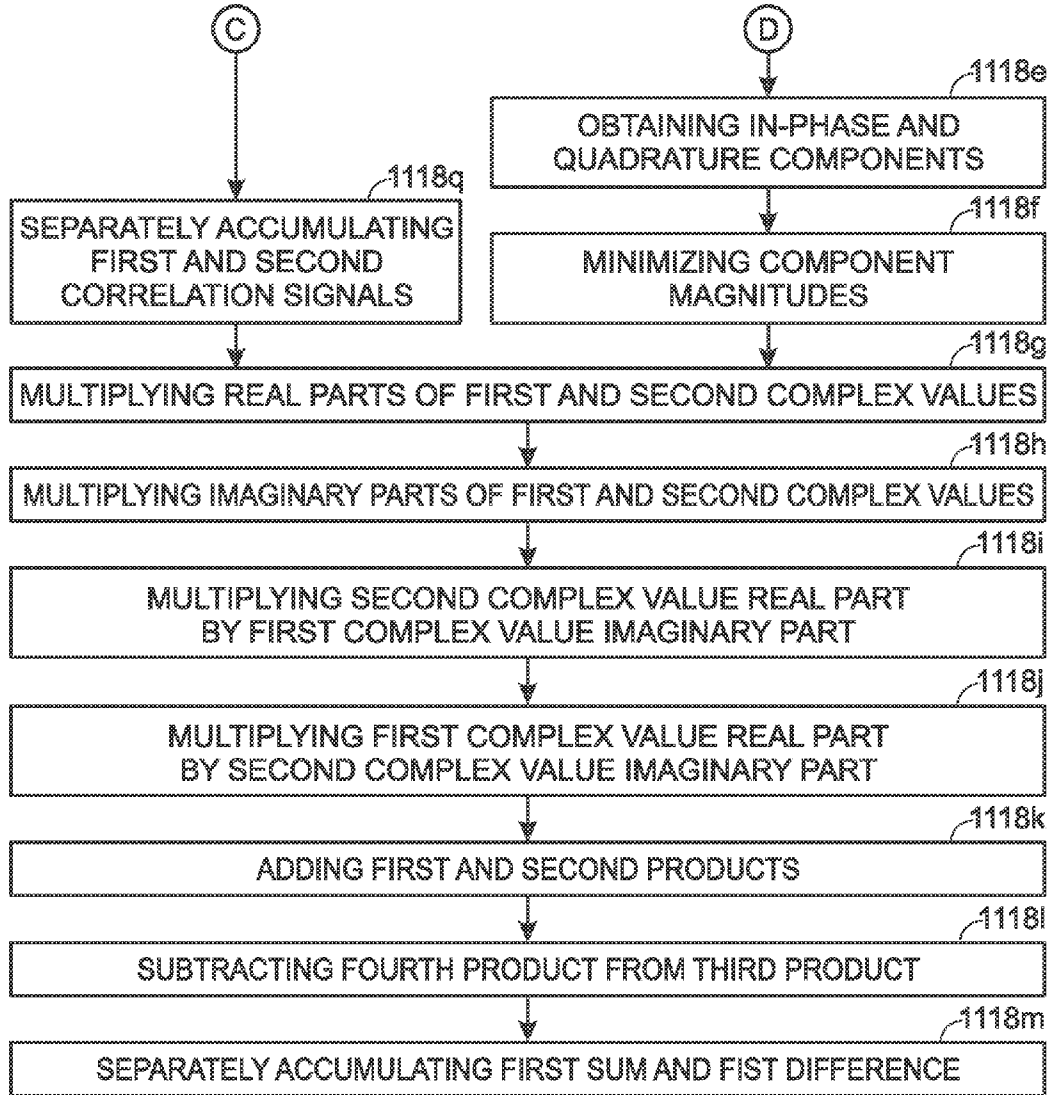 C
D
1118e
OBTAINING IN-PHASE AND
QUADRATURE COMPONENTS
1118q
SEPARATELY ACCUMULATING
FIRST AND SECOND
CORRELATION SIGNALS
1118f
MINIMIZING COMPONENT
MAGNITUDES
1118g
MULTIPLYING REAL PARTS OF FIRST AND SECOND COMPLEX VALUES
1118h
MULTIPLYING IMAGINARY PARTS OF FIRST AND SECOND COMPLEX VALUES
1118i
MULTIPLYING SECOND COMPLEX VALUE REAL PART
BY FIRST COMPLEX VALUE IMAGINARY PART
1118j
MULTIPLYING FIRST COMPLEX VALUE REAL PART
BY SECOND COMPLEX VALUE IMAGINARY PART
1118k
ADDING FIRST AND SECOND PRODUCTS
1118l
SUBTRACTING FOURTH PRODUCT FROM THIRD PRODUCT
1118m
SEPARATELY ACCUMULATING FIRST SUM AND FIST DIFFERENCE